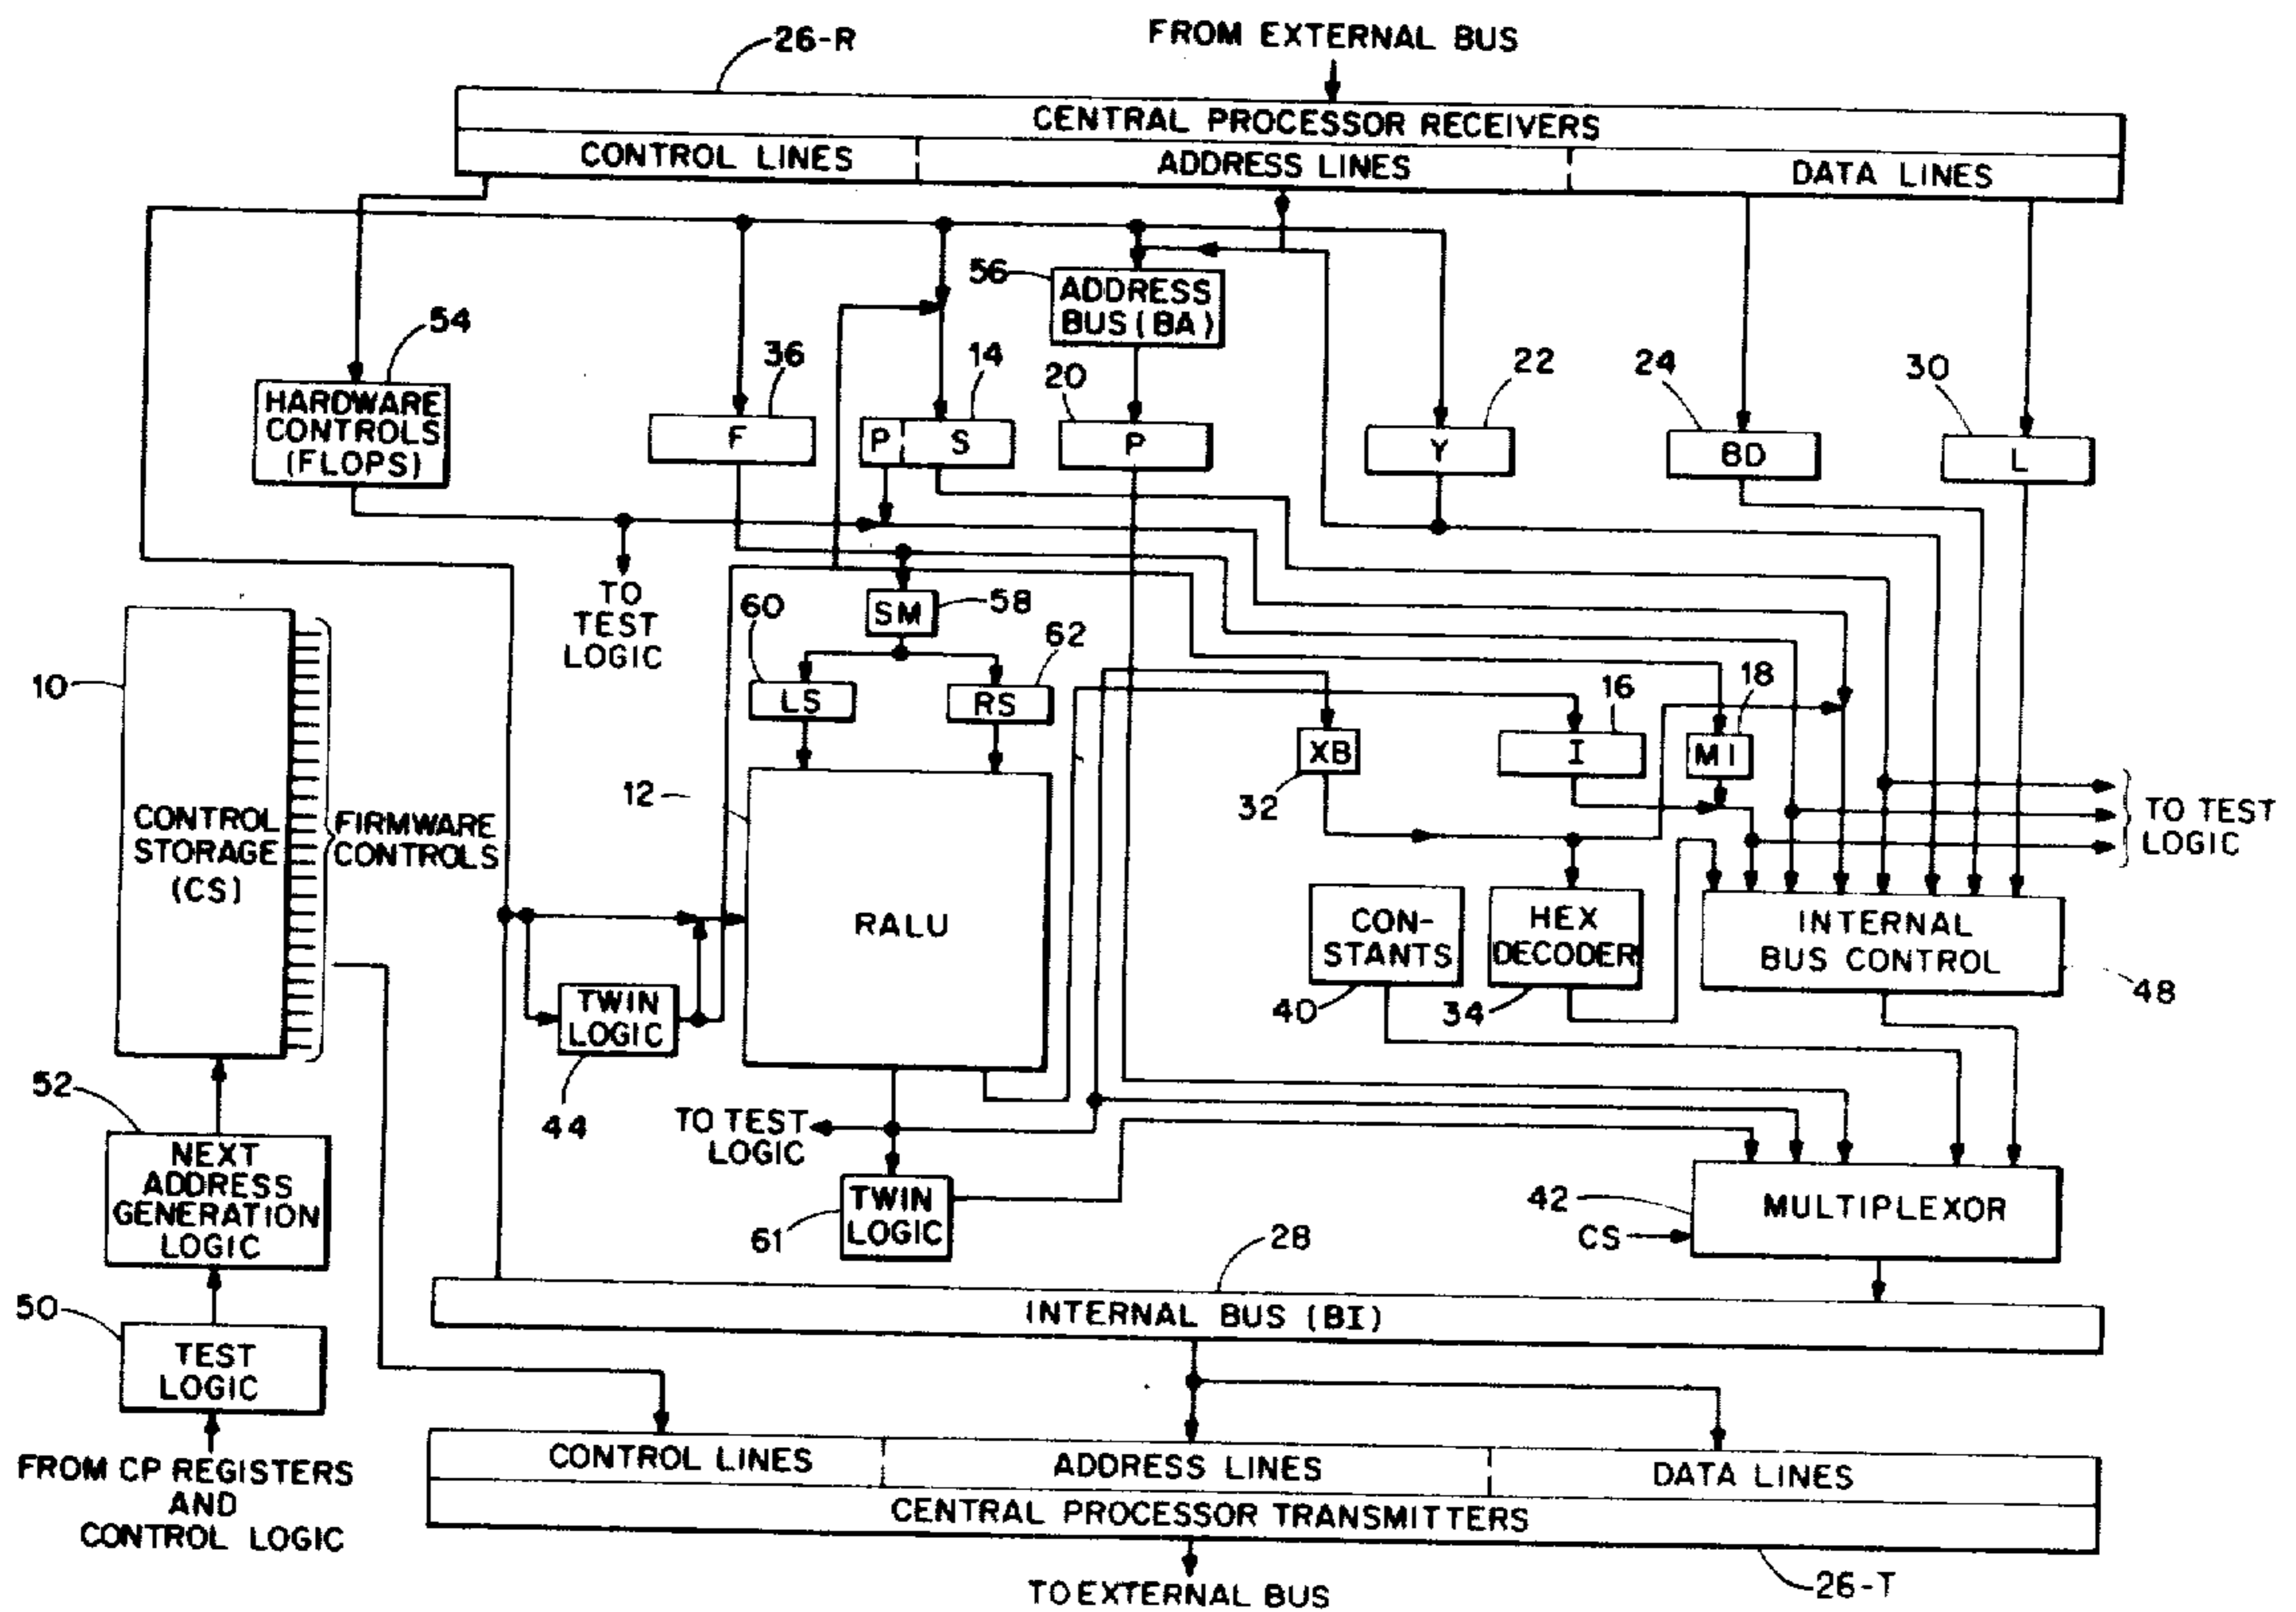 FROM EXTERNAL BUS
26-R
CENTRAL PROCESSOR RECEIVERS
CONTROL LINES
ADDRESS LINES
DATA LINES
56
ADDRESS
BUS (BA)
54
HARDWARE
CONTROLS
(FLOPS)
36
F
14
P S
20
P
22
Y
24
BD
30
L
TO
TEST
LOGIC
SM
58
60
LS
62
RS
10
CONTROL
STORAGE
(CS)
FIRMWARE
CONTROLS
12
RALU
XB
32
16
I
18
MI
TO TEST
LOGIC
CON-
STANTS
40
HEX
DECODER
34
INTERNAL
BUS CONTROL
48
TWIN
LOGIC
44
52
NEXT
ADDRESS
GENERATION
LOGIC
TO TEST
LOGIC
TWIN
LOGIC
61
42
MULTIPLEXOR
CS
28
INTERNAL BUS (BI)
50
TEST
LOGIC
FROM CP REGISTERS
AND
CONTROL LOGIC
CONTROL LINES
ADDRESS LINES
DATA LINES
CENTRAL PROCESSOR TRANSMITTERS
26-T
TO EXTERNAL BUS